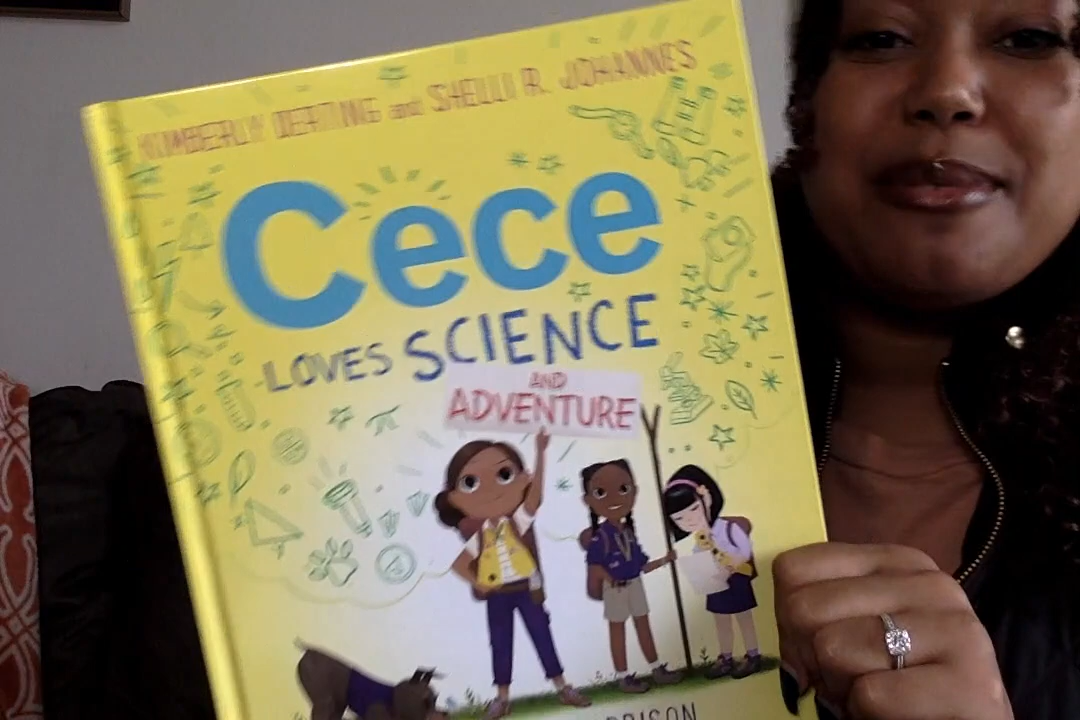 KIMBERLY DERTING and SHELLI R. JOHANNES
Cece
LOVES SCIENCE
AND
ADVENTURE